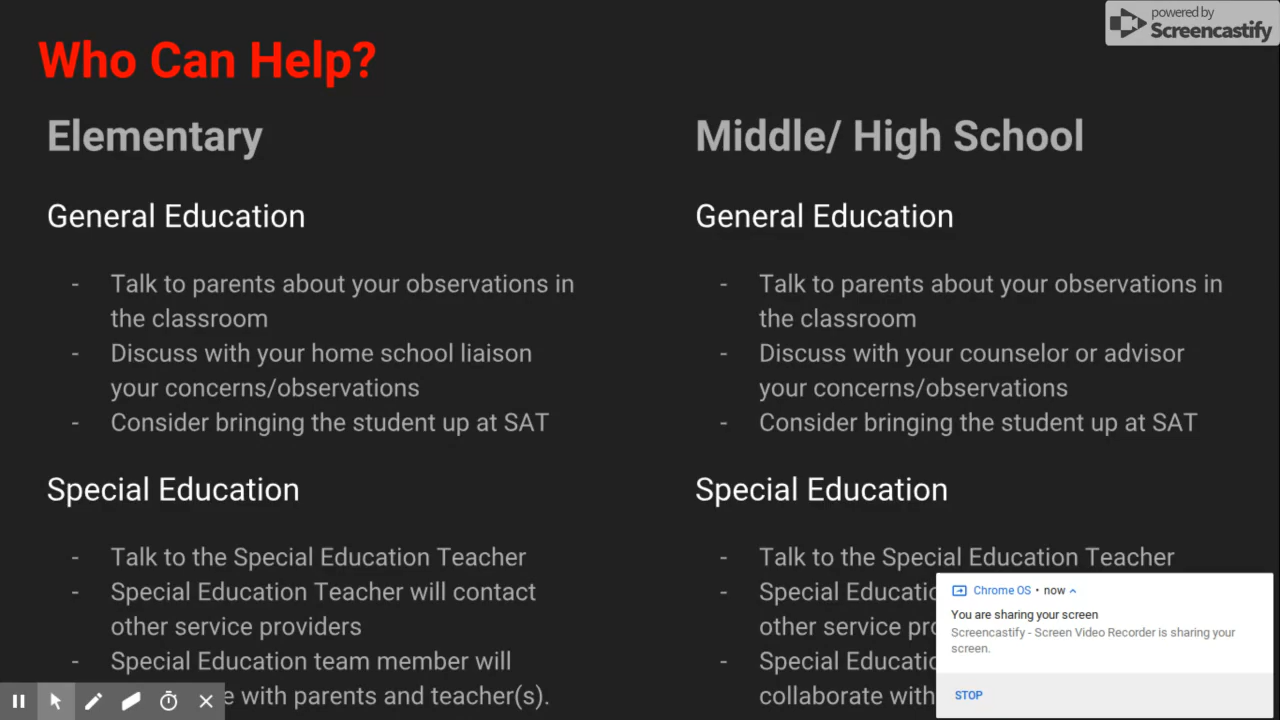 powered by
Screencastify
Who Can Help?
Elementary
General Education
- Talk to parents about your observations in
the classroom
- Discuss with your home school liaison
your concerns/observations
- Consider bringing the student up at SAT
Special Education
- Talk to the Special Education Teacher
- Special Education Teacher will contact
other service providers
- Special Education team member will
with parents and teacher(s).
Middle/ High School
General Education
- Talk to parents about your observations in
the classroom
- Discuss with your counselor or advisor
your concerns/observations
- Consider bringing the student up at SAT
Special Education
- Talk to the Special Education Teacher
- Special
other service
- Special
collaborate with
Chrome OS • now
You are sharing your screen
Screencastify - Screen Video Recorder is sharing your
screen.
STOP